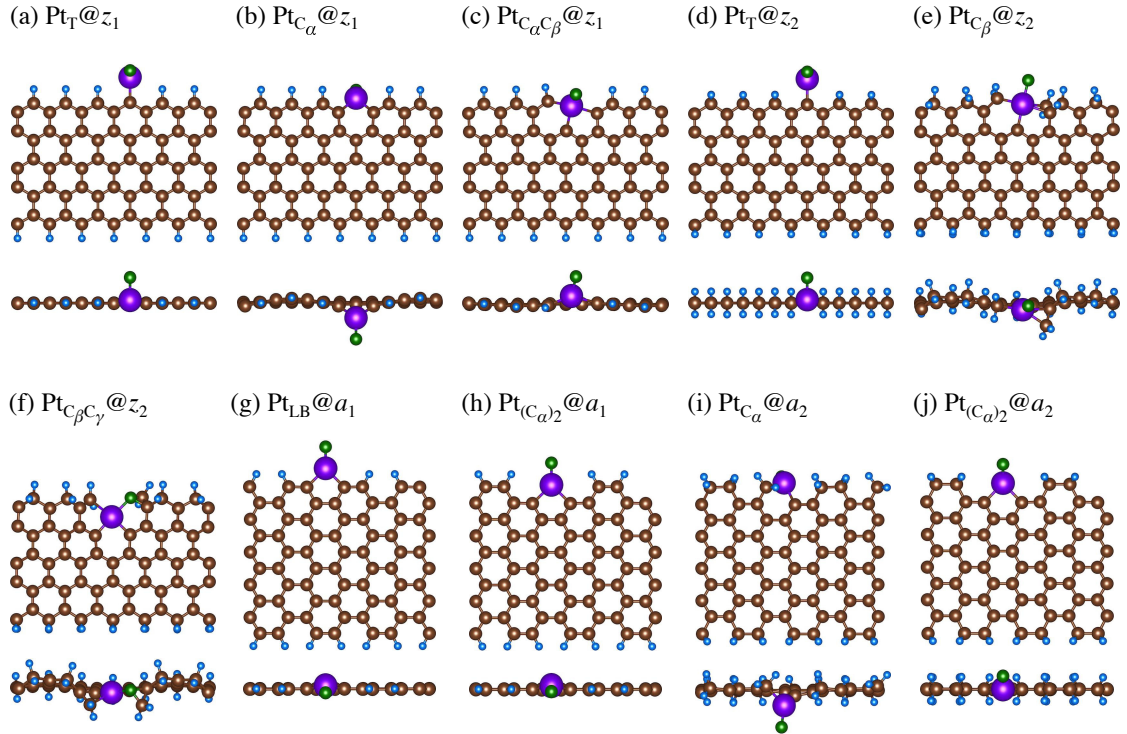 (a) Pt_T@z_1
(b) Pt_{C_α}@z_1
(c) Pt_{C_αC_β}@z_1
(d) Pt_T@z_2
(e) Pt_{C_β}@z_2
(f) Pt_{C_βC_γ}@z_2
(g) Pt_{LB}@a_1
(h) Pt_{(C_α)_2}@a_1
(i) Pt_{C_α}@a_2
(j) Pt_{(C_α)_2}@a_2